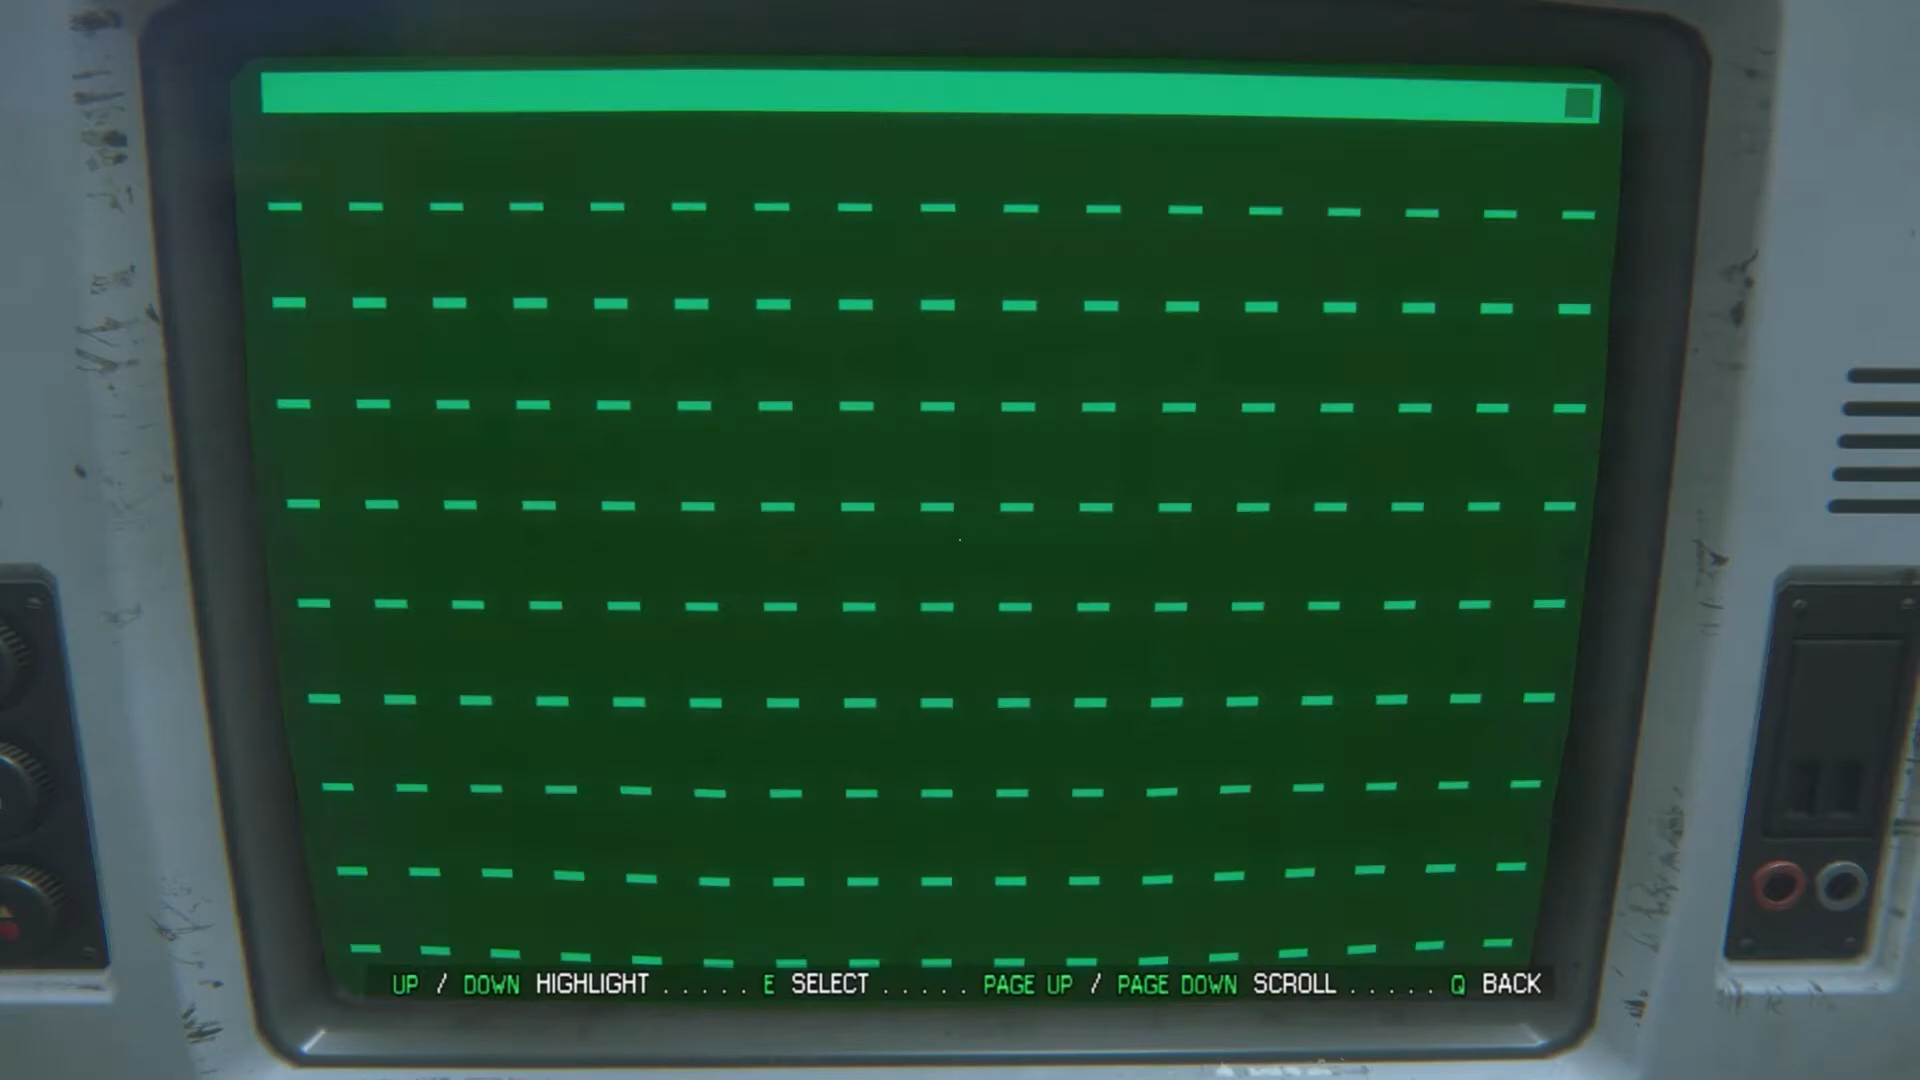 UP / DOWN HIGHLIGHT ..... E SELECT ..... PAGE UP / PAGE DOWN SCROLL ..... Q BACK